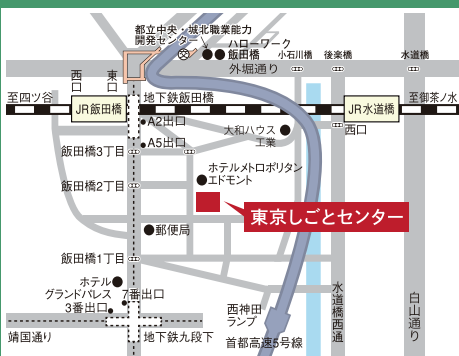 都立中央・城北職業能力
開発センター
ハローワーク
飯田橋
小石川橋
後楽橋
水道橋
外堀通り
西口
東口
至四ツ谷
JR飯田橋
地下鉄飯田橋
JR水道橋
至御茶ノ水
A2出口
大和ハウス
工業
西口
A5出口
飯田橋3丁目
ホテルメトロポリタン
エドモント
飯田橋2丁目
東京しごとセンター
郵便局
飯田橋1丁目
ホテル
グランドパレス
7番出口
3番出口
水道橋西通
白山通り
西神田
ランプ
靖国通り
地下鉄九段下
首都高速5号線